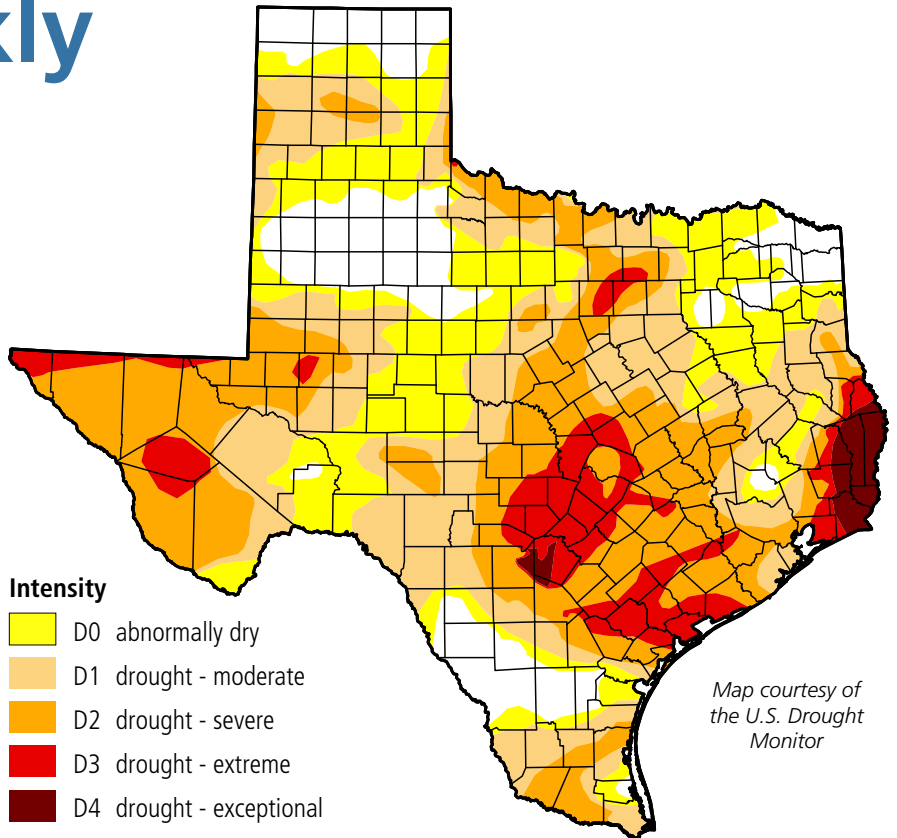 Intensity
D0 abnormally dry
D1 drought - moderate
D2 drought - severe
D3 drought - extreme
D4 drought - exceptional
Map courtesy of
the U.S. Drought
Monitor